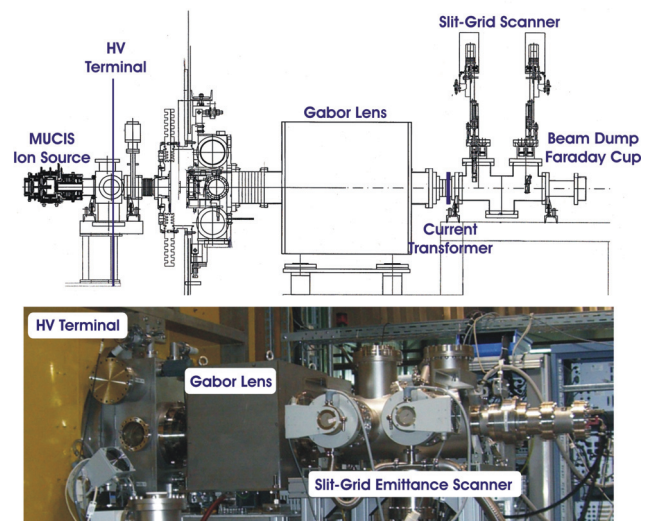 Slit-Grid Scanner
HV
Terminal
Gabor Lens
MUCIS
Ion Source
Beam Dump
Faraday Cup
Current
Transformer
HV Terminal
Gabor Lens
Slit-Grid Emittance Scanner